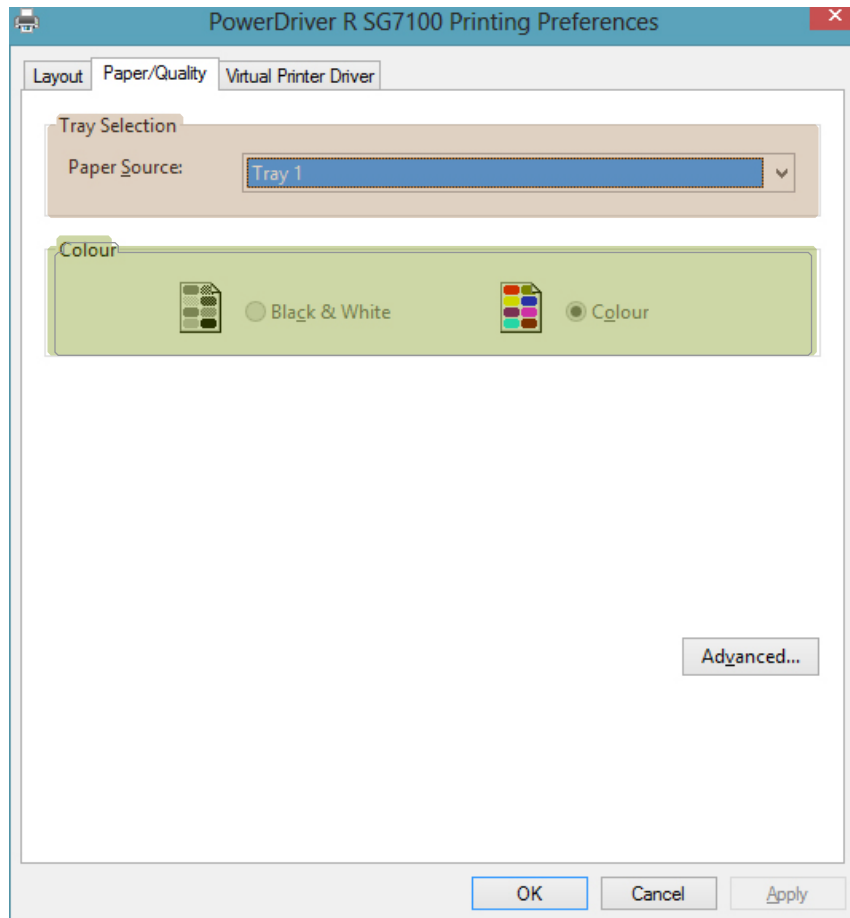 PowerDriver R SG7100 Printing Preferences
Layout Paper/Quality Virtual Printer Driver
Tray Selection
Paper Source: Tray 1
Colour
Black & White Colour
Advanced...
OK Cancel Apply